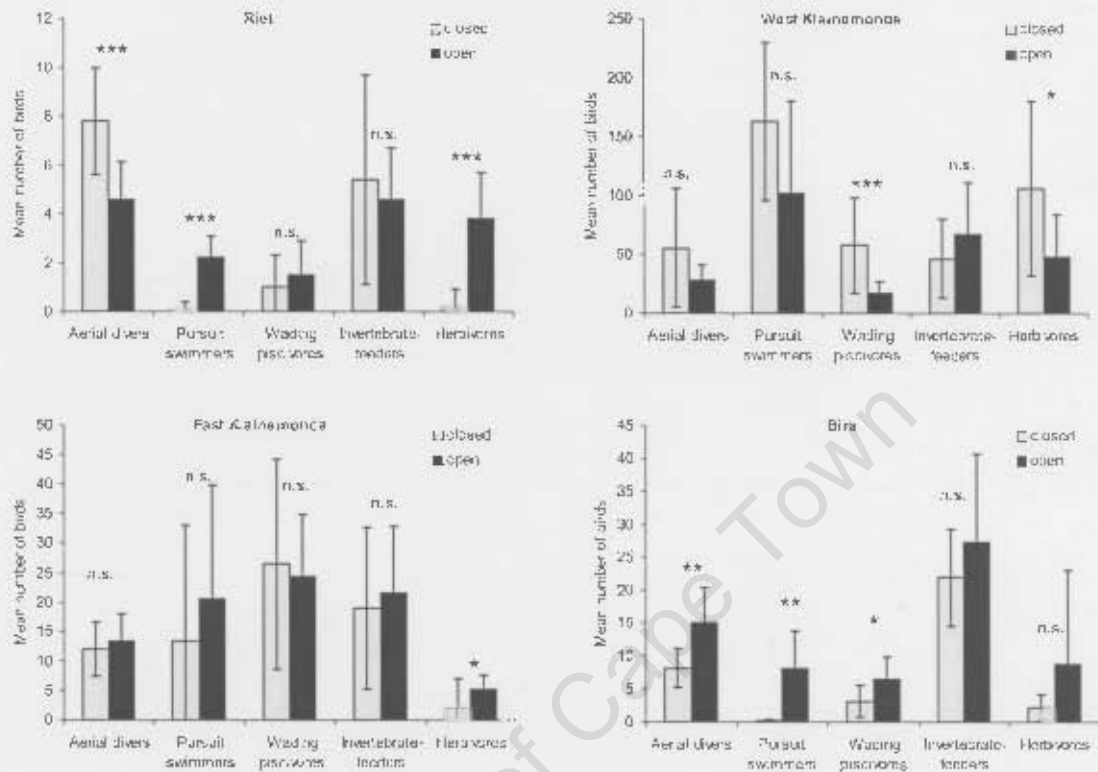 Riet
closed
open
Mean number of birds
12
10
8
6
4
2
0
***
***
n.s.
n.s.
***
Aerial divers
Pursuit swimmers
Wading piscivores
Invertebrate-feeders
Herbivores
West Kleinemonde
closed
open
Mean number of birds
250
200
150
100
50
0
n.s.
n.s.
***
n.s.
*
Aerial divers
Pursuit swimmers
Wading piscivores
Invertebrate-feeders
Herbivores
East Kleinemonde
closed
open
Mean number of birds
50
45
40
35
30
25
20
15
10
5
0
n.s.
n.s.
n.s.
n.s.
*
Aerial divers
Pursuit swimmers
Wading piscivores
Invertebrate-feeders
Herbivores
Bira
closed
open
Mean number of birds
45
40
35
30
25
20
15
10
5
0
**
**
*
n.s.
n.s.
Aerial divers
Pursuit swimmers
Wading piscivores
Invertebrate-feeders
Herbivores
of Cape Town